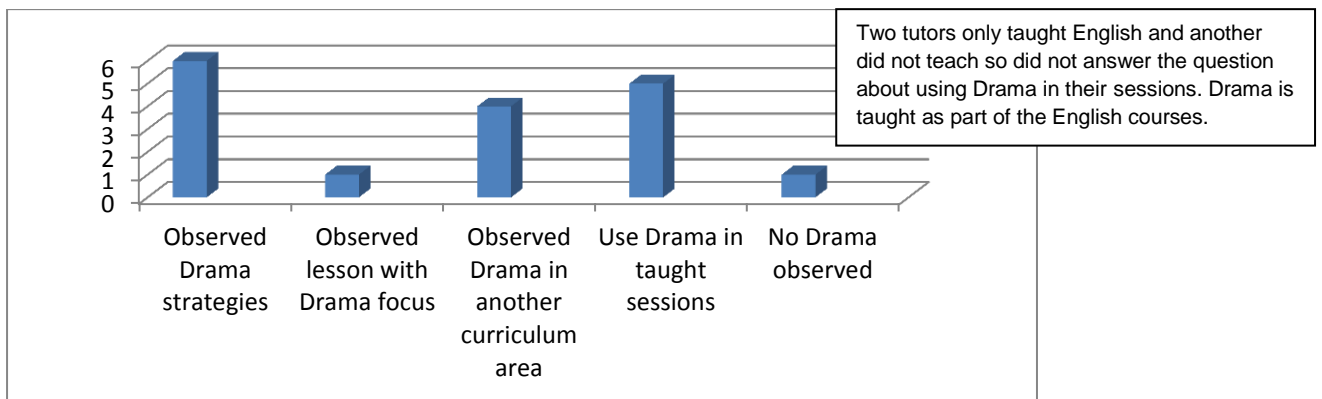 Two tutors only taught English and another
did not teach so did not answer the question
about using Drama in their sessions. Drama is
taught as part of the English courses.
6
5
4
3
2
1
0
Observed
Drama
strategies
Observed
lesson with
Drama focus
Observed
Drama in
another
curriculum
area
Use Drama in
taught
sessions
No Drama
observed